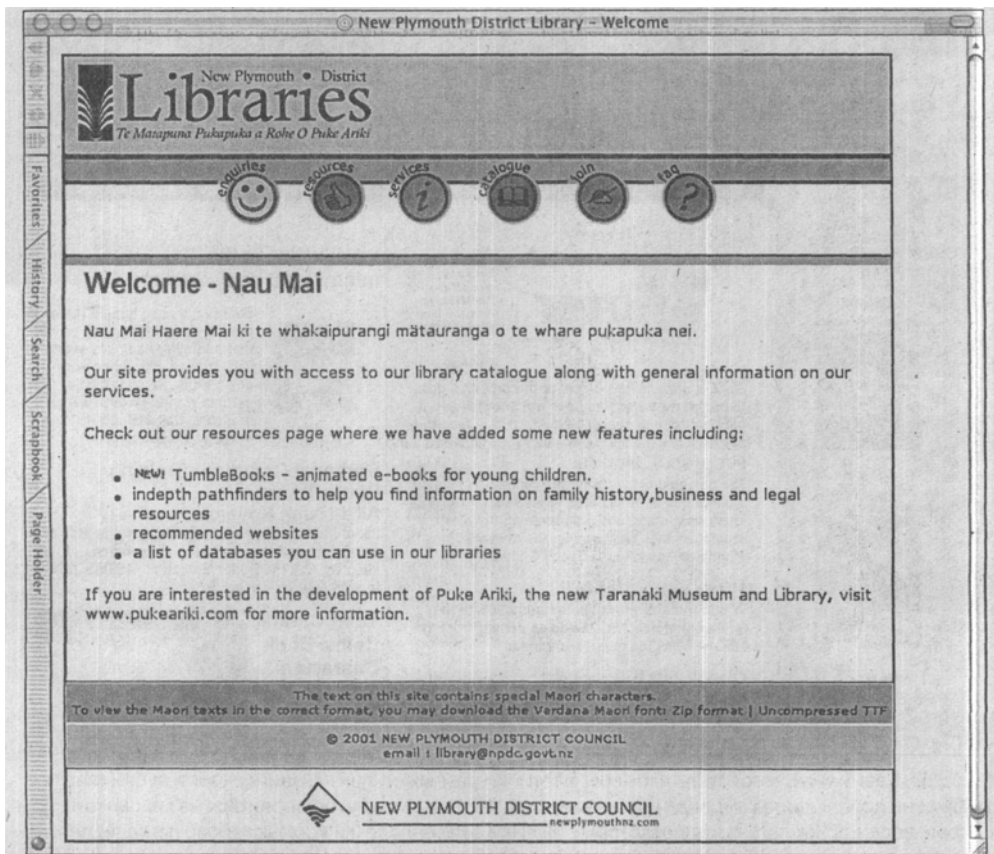 New Plymouth District Library - Welcome
New Plymouth • District
Libraries
Te Matapuna Pukapuka a Rohe O Puke Ariki
enquiries
resources
services
catalogue
join
faq
Favorites
History
Search
Scrapbook
Page Holder
Welcome - Nau Mai
Nau Mai Haere Mai ki te whakaipurangi mātauranga o te whare pukapuka nei.
Our site provides you with access to our library catalogue along with general information on our
services.
Check out our resources page where we have added some new features including:
• NEW! TumbleBooks - animated e-books for young children.
• indepth pathfinders to help you find information on family history,business and legal
resources
• recommended websites
• a list of databases you can use in our libraries
If you are interested in the development of Puke Ariki, the new Taranaki Museum and Library, visit
www.pukeariki.com for more information.
The text on this site contains special Maori characters.
To view the Maori texts in the correct format, you may download the Verdana Maori font: Zip format | Uncompressed TTF
© 2001 NEW PLYMOUTH DISTRICT COUNCIL
email : library@npdc.govt.nz
NEW PLYMOUTH DISTRICT COUNCIL
newplymouthnz.com